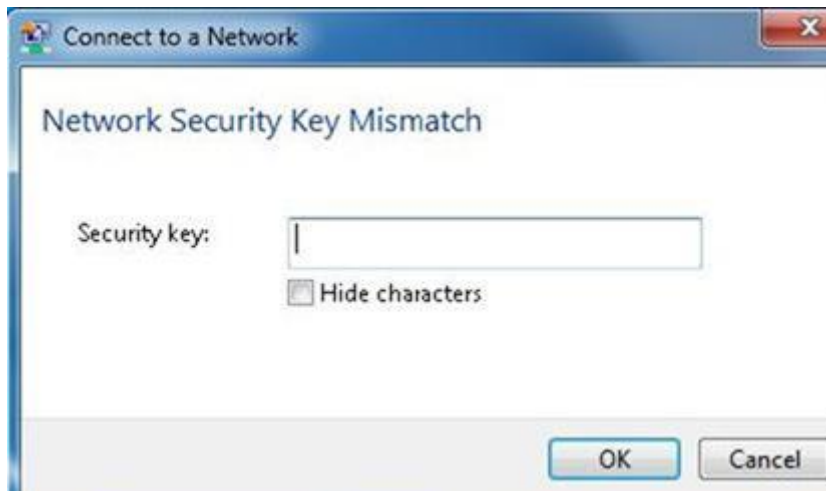 Connect to a Network
Network Security Key Mismatch
Security key:
Hide characters
OK Cancel